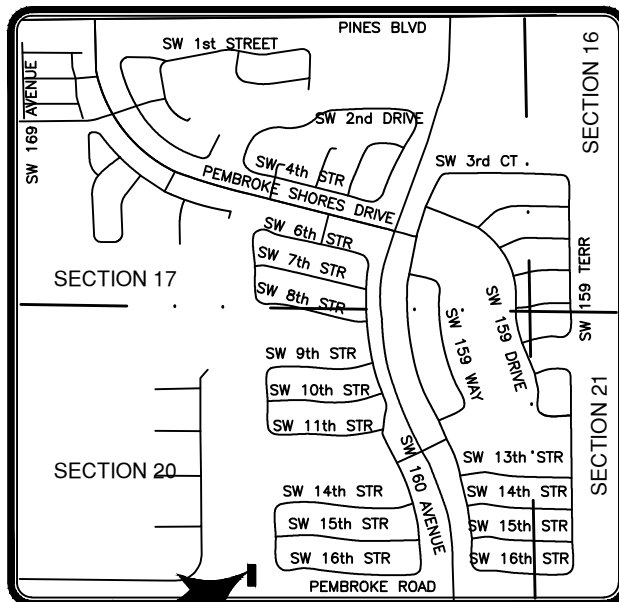 PINES BLVD
SW 1st STREET
SECTION 16
SW 169 AVENUE
SW 2nd DRIVE
SW 3rd CT
SW 4th STR
PEMBROKE SHORES DRIVE
SW 6th STR
SW 7th STR
SW 8th STR
SECTION 17
SW 159 TERR
SW 159 DRIVE
SW 159 WAY
SW 9th STR
SW 10th STR
SW 11th STR
SECTION 21
SW 160 AVENUE
SW 13th STR
SECTION 20
SW 14th STR
SW 14th STR
SW 15th STR
SW 15th STR
SW 16th STR
SW 16th STR
PEMBROKE ROAD